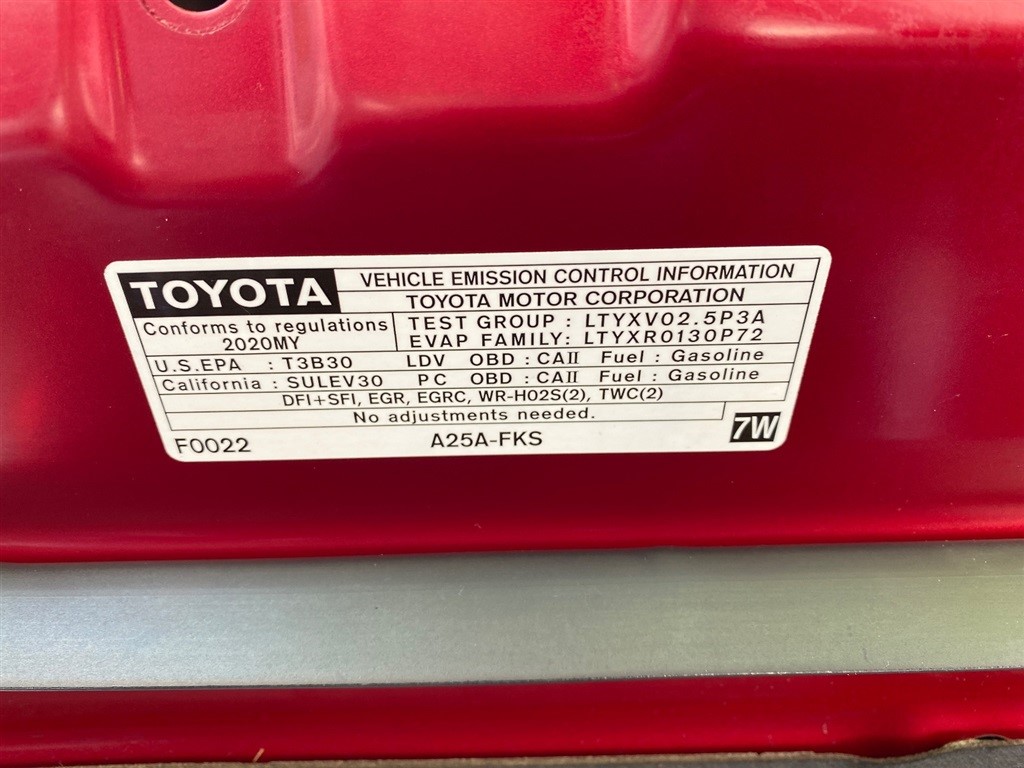 TOYOTA
VEHICLE EMISSION CONTROL INFORMATION
TOYOTA MOTOR CORPORATION
Conforms to regulations
2020MY
TEST GROUP : LTYXV02.5P3A
EVAP FAMILY: LTYXR0130P72
U.S.EPA : T3B30 LDV OBD : CAII Fuel : Gasoline
California : SULEV30 PC OBD : CAII Fuel : Gasoline
DFI+SFI, EGR, EGRC, WR-HO2S(2), TWC(2)
No adjustments needed.
F0022 A25A-FKS 7W